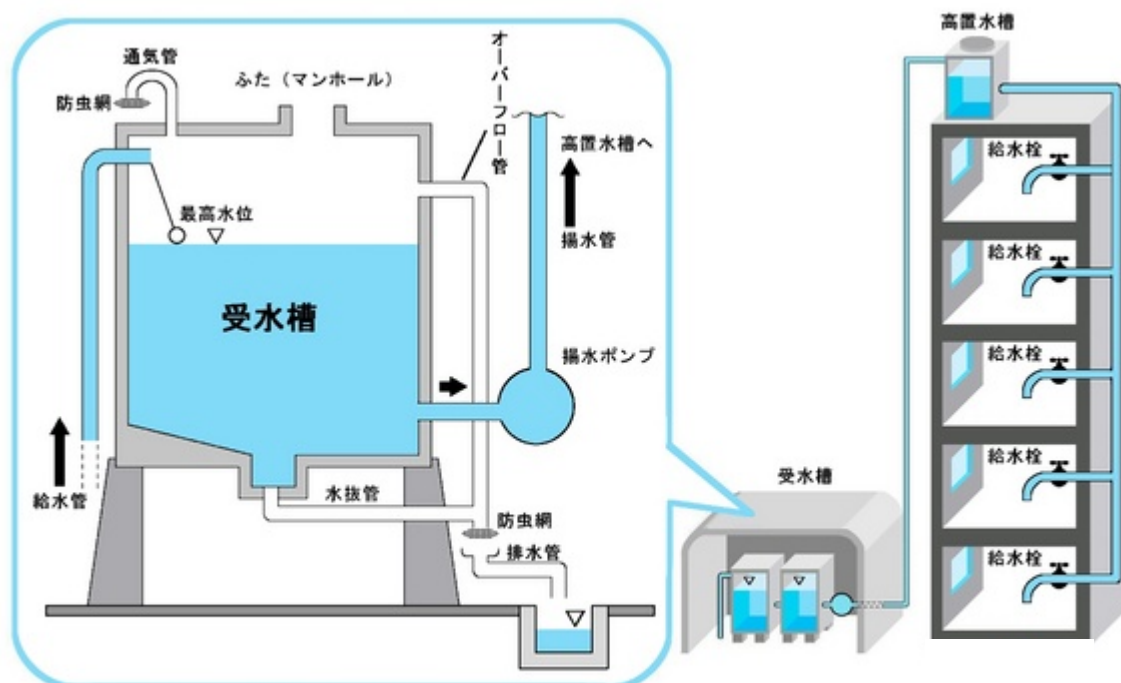 通気管
防虫網
ふた（マンホール）
オーバーフロー管
高置水槽へ
揚水管
最高水位
受水槽
揚水ポンプ
給水管
水抜管
防虫網
排水管
受水槽
高置水槽
給水栓
給水栓
給水栓
給水栓
給水栓